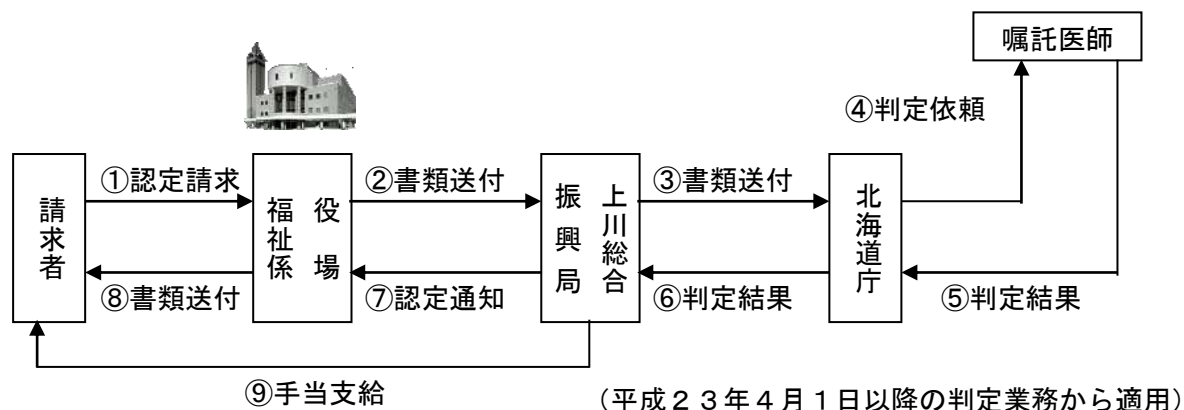 嘱託医師
④判定依頼
①認定請求
②書類送付
③書類送付
請求者
役場
福祉係
上川総合
振興局
北海道庁
⑧書類送付
⑦認定通知
⑥判定結果
⑤判定結果
⑨手当支給
（平成２３年４月１日以降の判定業務から適用）